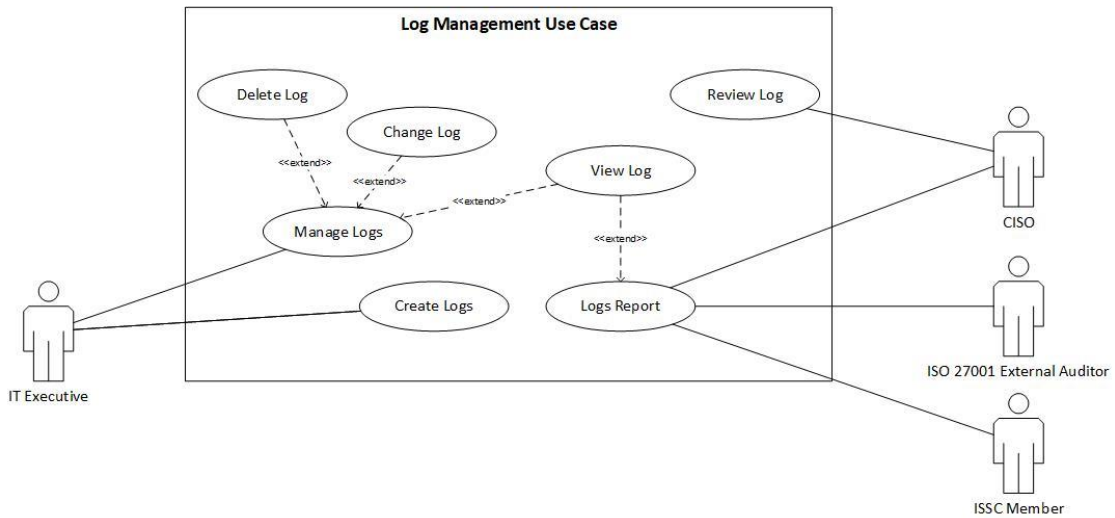 Log Management Use Case
Delete Log
Review Log
Change Log
<<extend>>
View Log
<<extend>>
<<extend>>
CISO
Manage Logs
<<extend>>
Create Logs
Logs Report
ISO 27001 External Auditor
IT Executive
ISSC Member